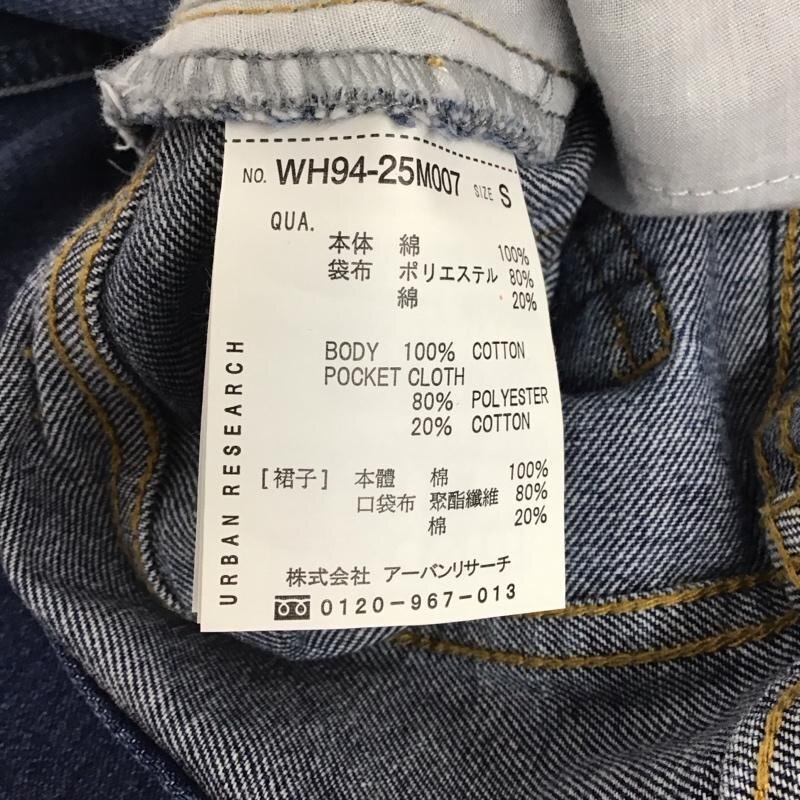 NO. WH94-25M007 SIZE S
QUA.
本体 綿 100%
袋布 ポリエステル 80%
綿 20%
BODY 100% COTTON
POCKET CLOTH
80% POLYESTER
20% COTTON
[裙子] 本體 棉 100%
口袋布 聚酯纖維 80%
棉 20%
株式会社 アーバンリサーチ
0120-967-013
URBAN RESEARCH